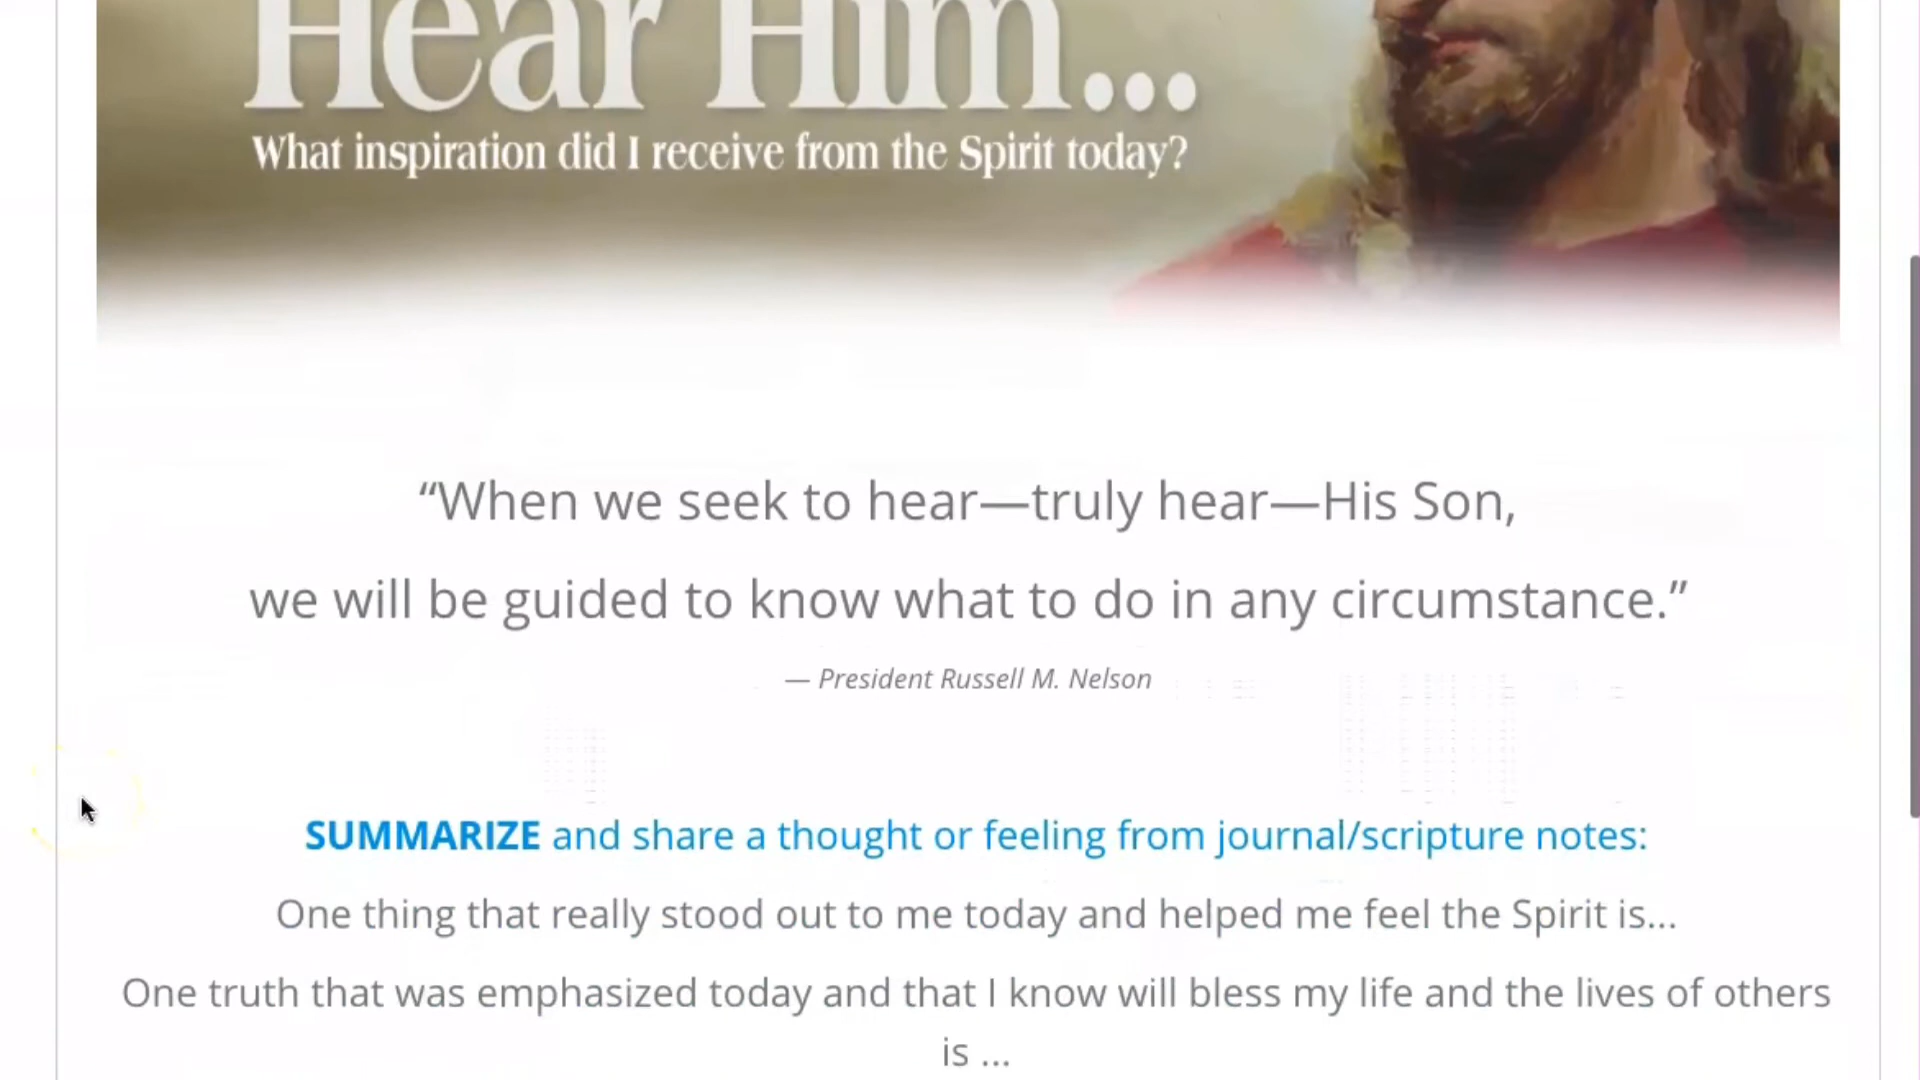 Hear Him...
What inspiration did I receive from the Spirit today?
“When we seek to hear—truly hear—His Son,
we will be guided to know what to do in any circumstance.”
— President Russell M. Nelson
SUMMARIZE and share a thought or feeling from journal/scripture notes:
One thing that really stood out to me today and helped me feel the Spirit is...
One truth that was emphasized today and that I know will bless my life and the lives of others
is ...